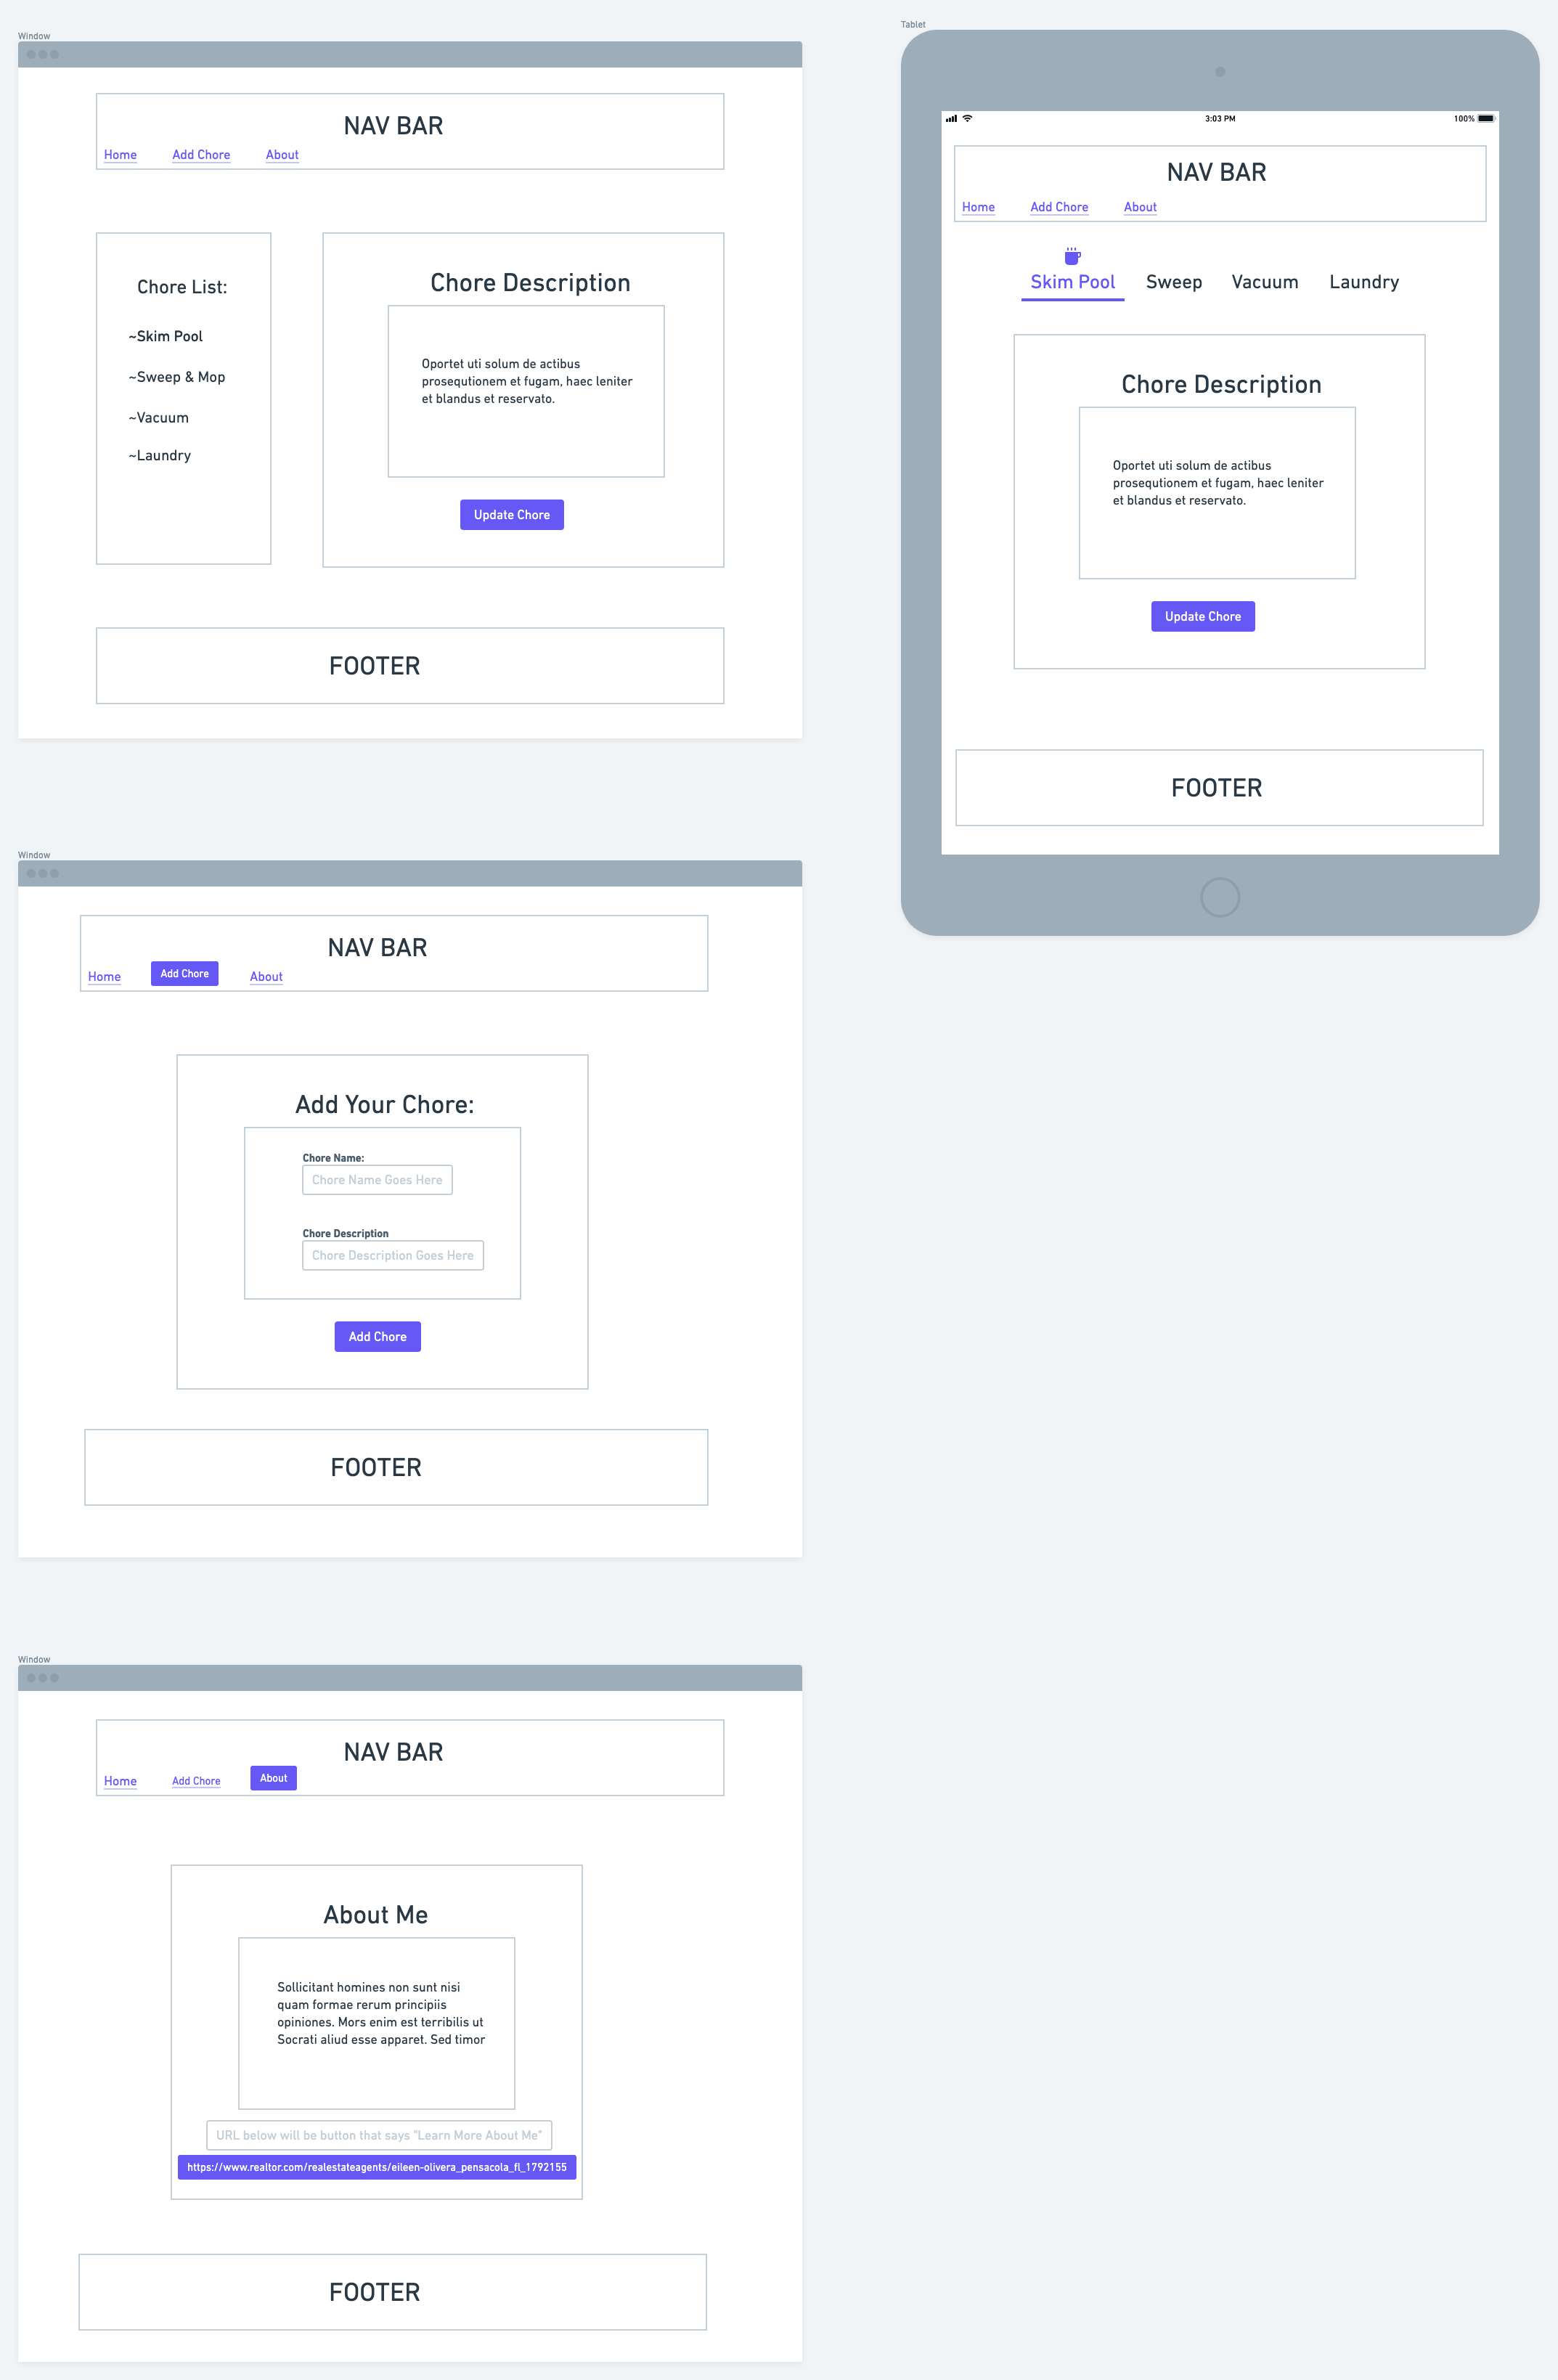 Window
NAV BAR
Home Add Chore About
Chore List:
~Skim Pool
~Sweep & Mop
~Vacuum
~Laundry
Chore Description
Oportet uti solum de actibus
prosequtionem et fugam, haec leniter
et blandus et reservato.
Update Chore
FOOTER
Tablet
3:03 PM 100%
NAV BAR
Home Add Chore About
Skim Pool Sweep Vacuum Laundry
Chore Description
Oportet uti solum de actibus
prosequtionem et fugam, haec leniter
et blandus et reservato.
Update Chore
FOOTER
Window
NAV BAR
Home Add Chore About
Add Your Chore:
Chore Name:
Chore Name Goes Here
Chore Description
Chore Description Goes Here
Add Chore
FOOTER
Window
NAV BAR
Home Add Chore About
About Me
Sollicitant homines non sunt nisi
quam formae rerum principiis
opiniones. Mors enim est terribilis ut
Socrati aliud esse apparet. Sed timor
URL below will be button that says "Learn More About Me"
https://www.realtor.com/realestateagents/eileen-olivera_pensacola_fl_1792155
FOOTER